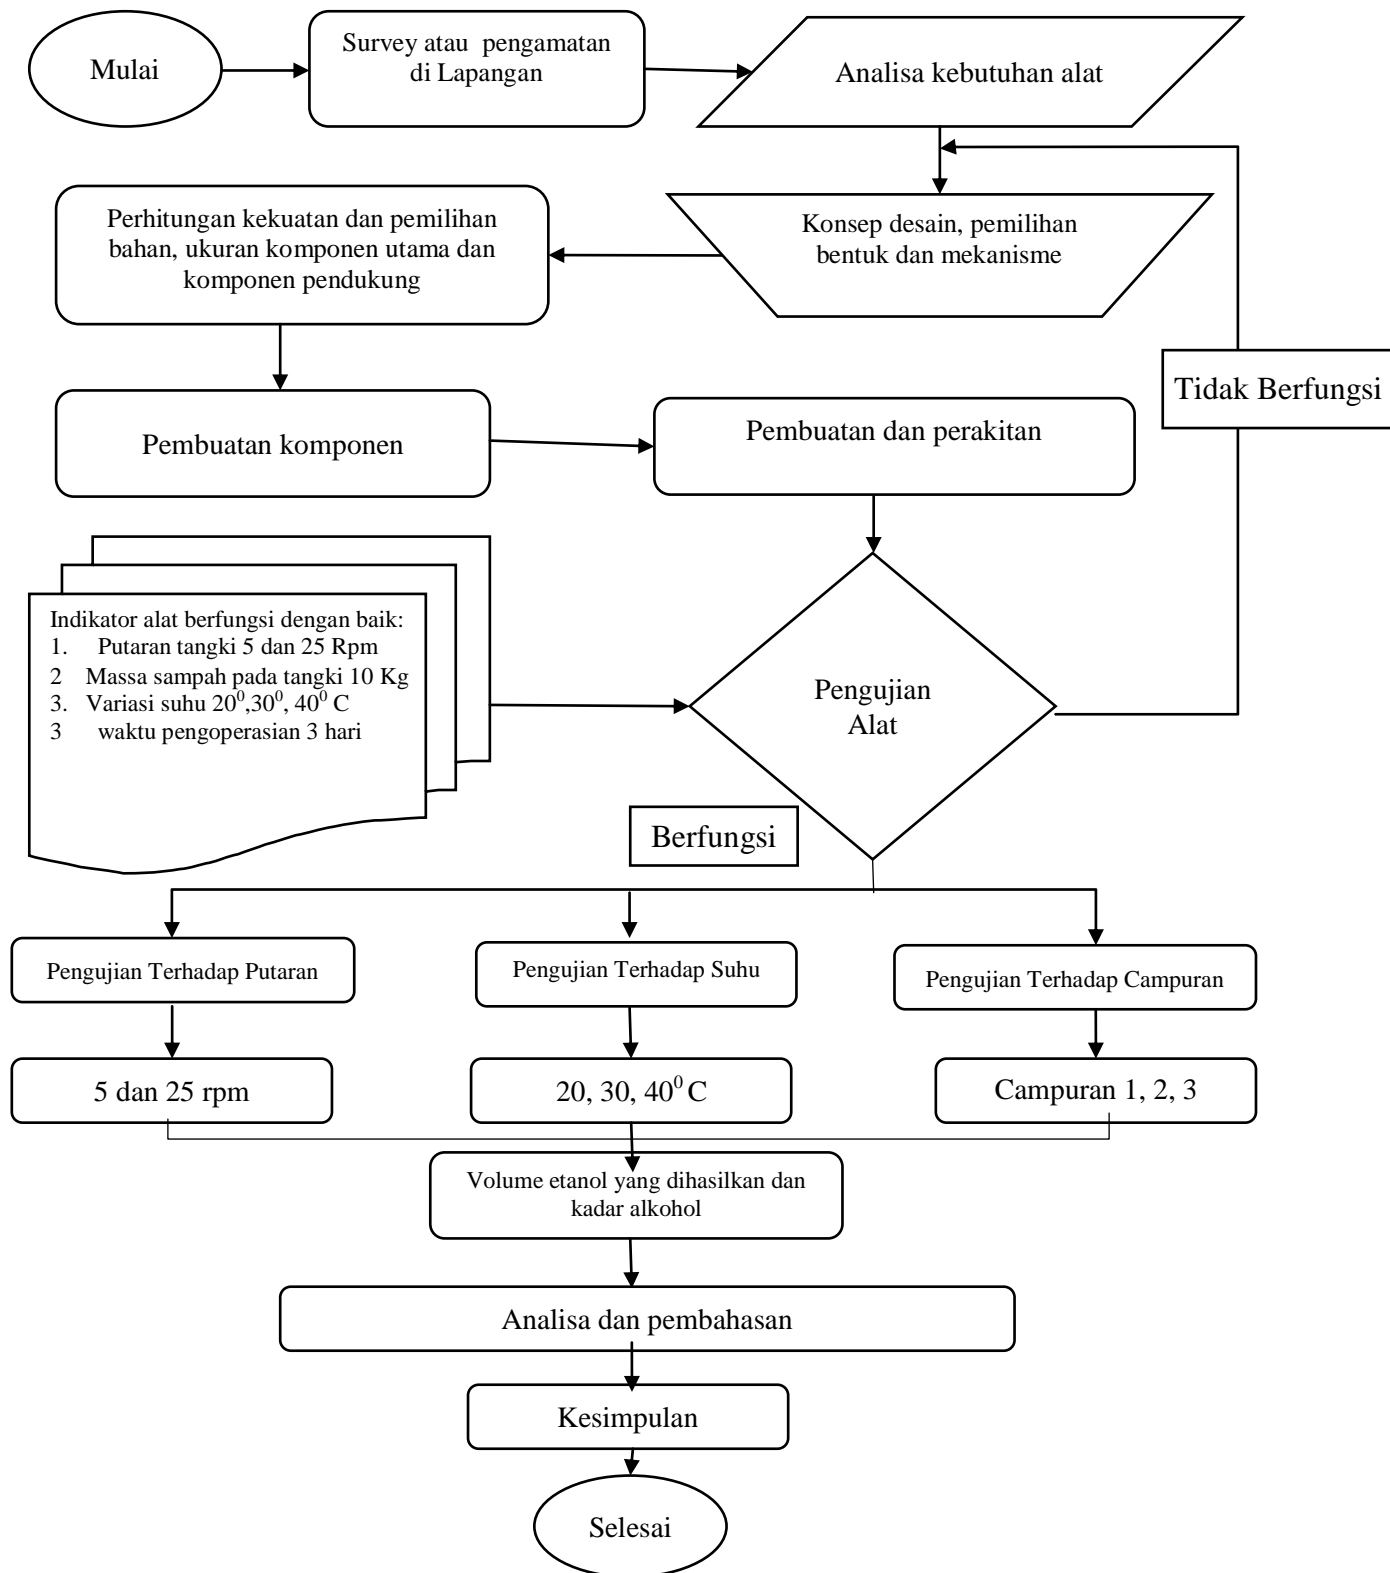 Mulai
Survey atau  pengamatan
di Lapangan
Analisa kebutuhan alat
Konsep desain, pemilihan
bentuk dan mekanisme
Perhitungan kekuatan dan pemilihan
bahan, ukuran komponen utama dan
komponen pendukung
Tidak Berfungsi
Pembuatan komponen
Pembuatan dan perakitan
Indikator alat berfungsi dengan baik:
1. Putaran tangki 5 dan 25 Rpm
2 Massa sampah pada tangki 10 Kg
3. Variasi suhu 20⁰,30⁰, 40⁰ C
3 waktu pengoperasian 3 hari
Pengujian
Alat
Berfungsi
Pengujian Terhadap Putaran
Pengujian Terhadap Suhu
Pengujian Terhadap Campuran
5 dan 25 rpm
20, 30, 40⁰ C
Campuran 1, 2, 3
Volume etanol yang dihasilkan dan
kadar alkohol
Analisa dan pembahasan
Kesimpulan
Selesai